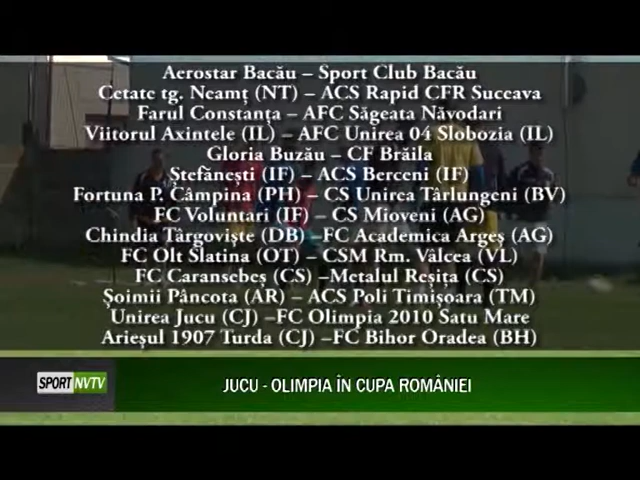 Aerostar Bacău – Sport Club Bacău
Cetate tg. Neamț (NT) – ACS Rapid CFR Suceava
Farul Constanța – AFC Săgeata Năvodari
Viitorul Axintele (IL) – AFC Unirea 04 Slobozia (IL)
Gloria Buzău – CF Brăila
Ștefănești (IF) – ACS Berceni (IF)
Fortuna P. Câmpina (PH) – CS Unirea Târlungeni (BV)
FC Voluntari (IF) – CS Mioveni (AG)
Chindia Târgoviște (DB) –FC Academica Argeș (AG)
FC Olt Slatina (OT) – CSM Rm. Vâlcea (VL)
FC Caransebeș (CS) –Metalul Reșița (CS)
Șoimii Pâncota (AR) – ACS Poli Timișoara (TM)
Unirea Jucu (CJ) –FC Olimpia 2010 Satu Mare
Arieșul 1907 Turda (CJ) –FC Bihor Oradea (BH)
SPORT NVTV JUCU - OLIMPIA ÎN CUPA ROMÂNIEI